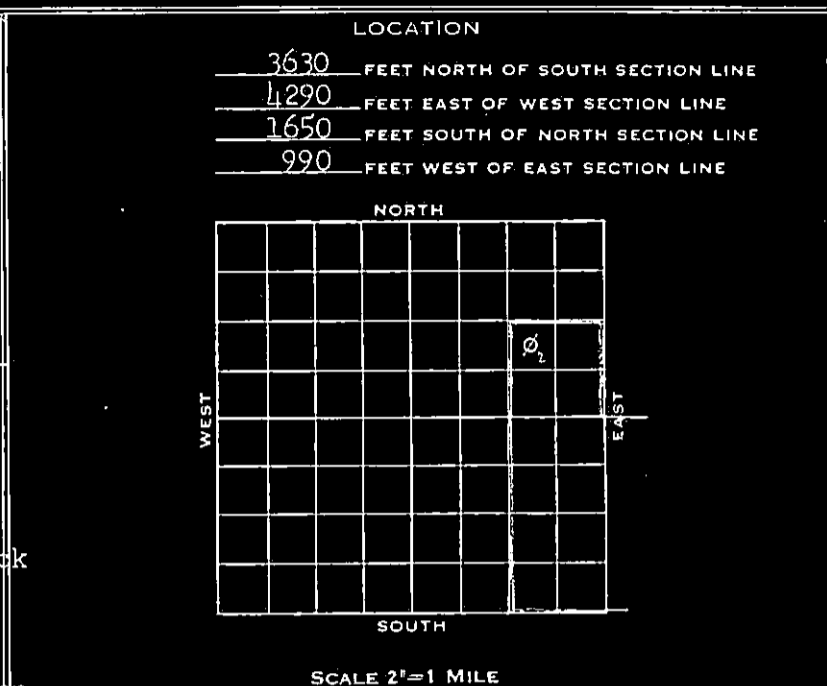 LOCATION
3630 FEET NORTH OF SOUTH SECTION LINE
4290 FEET EAST OF WEST SECTION LINE
1650 FEET SOUTH OF NORTH SECTION LINE
990 FEET WEST OF EAST SECTION LINE
NORTH
Ø2
WEST
EAST
SOUTH
SCALE 2"=1 MILE